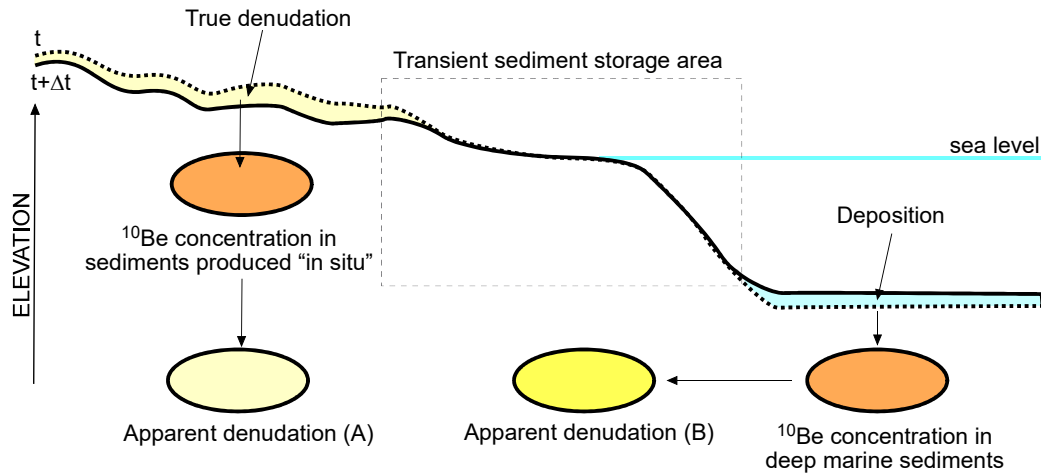 True denudation
t
t+Δt
Transient sediment storage area
sea level
ELEVATION
Deposition
¹⁰Be concentration in
sediments produced “in situ”
Apparent denudation (A)
Apparent denudation (B)
¹⁰Be concentration in
deep marine sediments